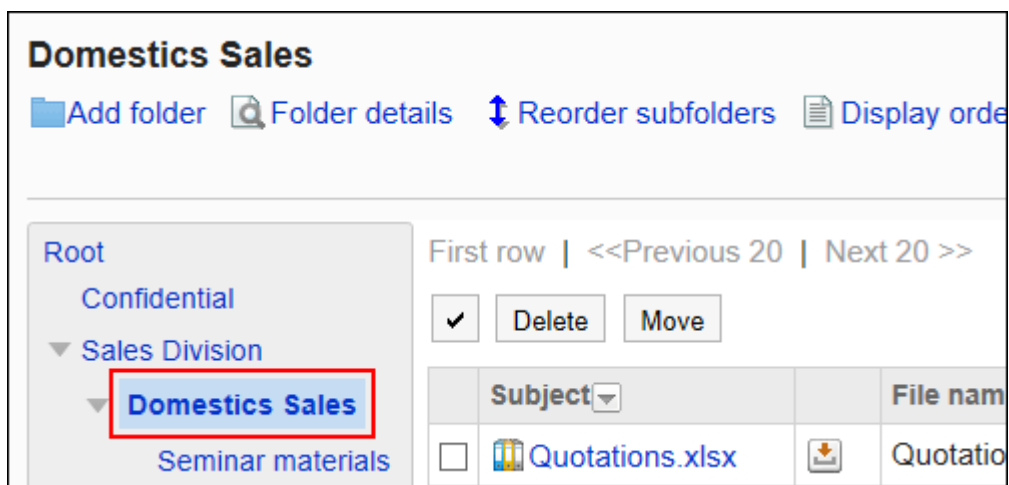 Domestics Sales
Add folder Folder details Reorder subfolders Display orde
Root
Confidential
Sales Division
Domestics Sales
Seminar materials
First row | <<Previous 20 | Next 20 >>
Delete Move
Subject File nam
Quotations.xlsx Quotatio